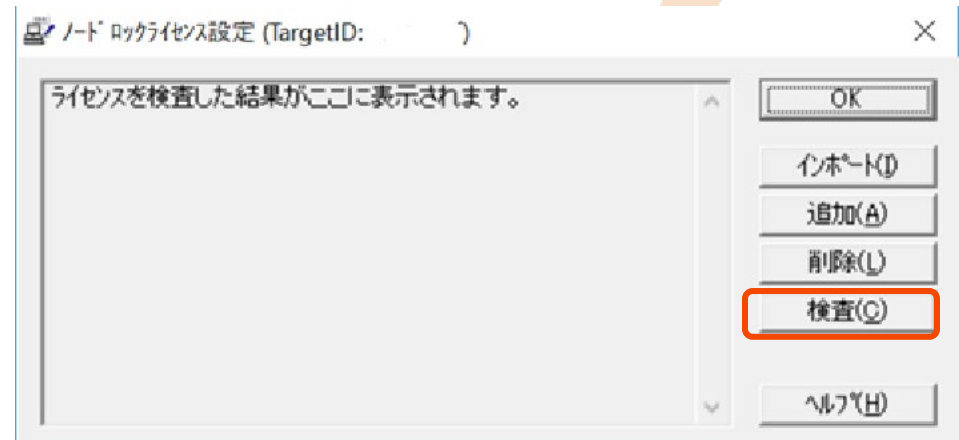 ﾉｰﾄﾞﾛｯｸﾗｲｾﾝｽ設定 (TargetID:        )
ﾗｲｾﾝｽを検査した結果がここに表示されます。
OK
ｲﾝﾎﾟｰﾄ(I)
追加(A)
削除(L)
検査(C)
ﾍﾙﾌﾟ(H)